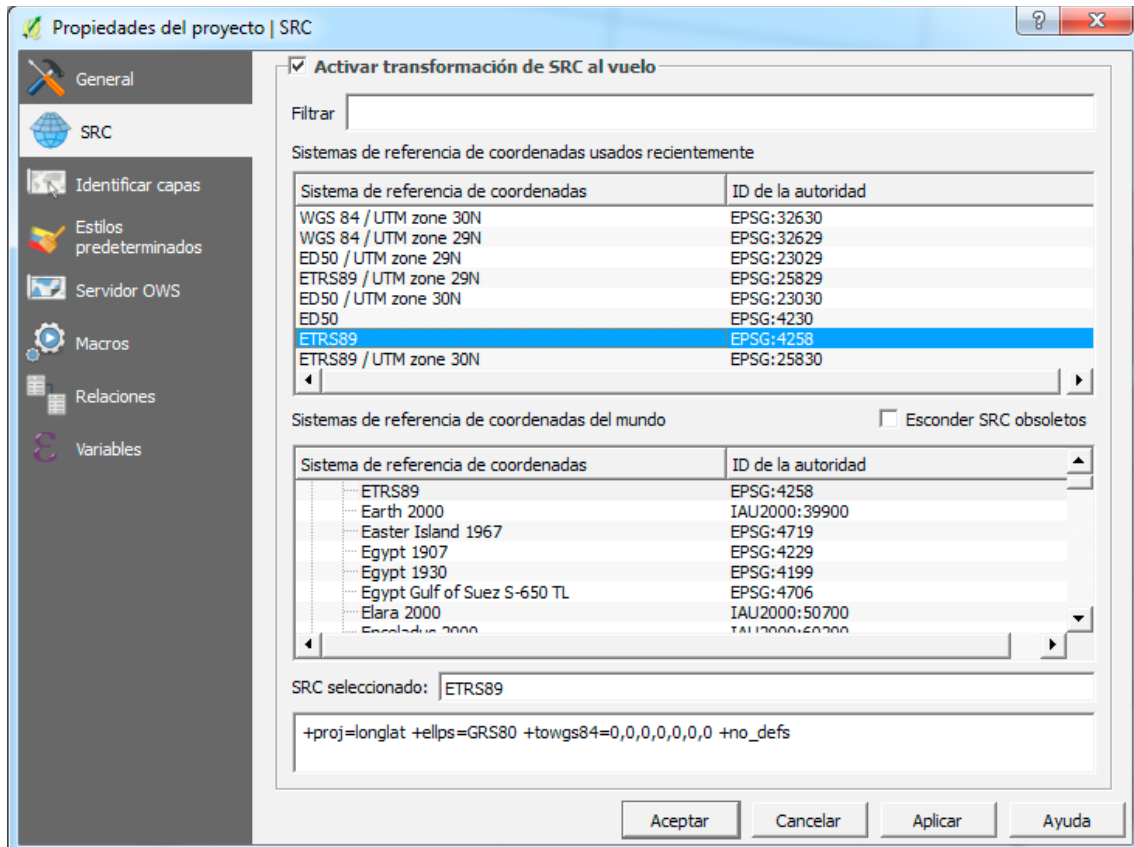 Propiedades del proyecto | SRC
General
SRC
Identificar capas
Estilos
predeterminados
Servidor OWS
Macros
Relaciones
Variables
Activar transformación de SRC al vuelo
Filtrar
Sistemas de referencia de coordenadas usados recientemente
Sistema de referencia de coordenadas ID de la autoridad
WGS 84 / UTM zone 30N EPSG:32630
WGS 84 / UTM zone 29N EPSG:32629
ED50 / UTM zone 29N EPSG:23029
ETRS89 / UTM zone 29N EPSG:25829
ED50 / UTM zone 30N EPSG:23030
ED50 EPSG:4230
ETRS89 EPSG:4258
ETRS89 / UTM zone 30N EPSG:25830
Sistemas de referencia de coordenadas del mundo Esconder SRC obsoletos
Sistema de referencia de coordenadas ID de la autoridad
ETRS89 EPSG:4258
Earth 2000 IAU2000:39900
Easter Island 1967 EPSG:4719
Egypt 1907 EPSG:4229
Egypt 1930 EPSG:4199
Egypt Gulf of Suez S-650 TL EPSG:4706
Elara 2000 IAU2000:50700
Enceladus 2000 IAU2000:60200
SRC seleccionado: ETRS89
+proj=longlat +ellps=GRS80 +towgs84=0,0,0,0,0,0,0 +no_defs
Aceptar Cancelar Aplicar Ayuda